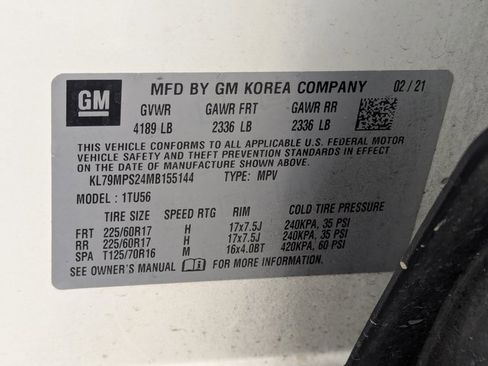 GM MFD BY GM KOREA COMPANY 02/21
GVWR GAWR FRT GAWR RR
4189 LB 2336 LB 2336 LB
THIS VEHICLE CONFORMS TO ALL APPLICABLE U.S. FEDERAL MOTOR
VEHICLE SAFETY AND THEFT PREVENTION STANDARDS IN EFFECT
ON THE DATE OF MANUFACTURE SHOWN ABOVE.
KL79MPS24MB155144 TYPE: MPV
MODEL : 1TU56
TIRE SIZE SPEED RTG RIM COLD TIRE PRESSURE
FRT 225/60R17 H 17x7.5J 240KPA, 35 PSI
RR 225/60R17 H 17x7.5J 240KPA, 35 PSI
SPA T125/70R16 M 16x4.0BT 420KPA, 60 PSI
SEE OWNER'S MANUAL FOR MORE INFORMATION.